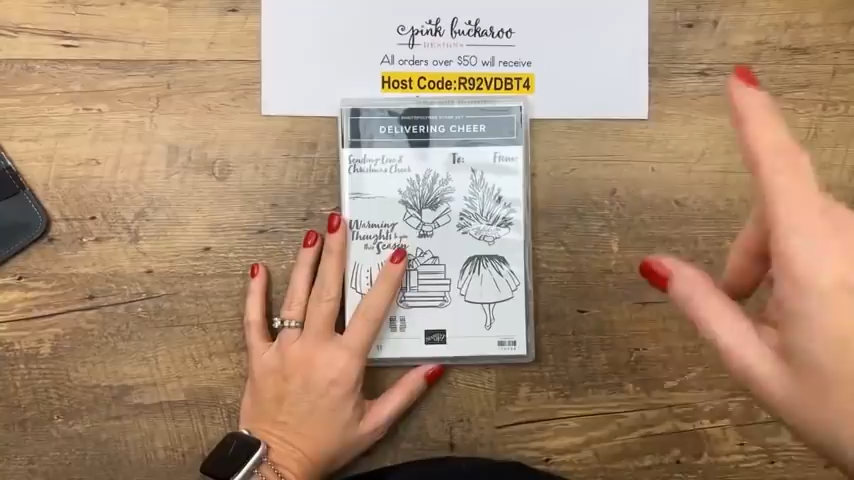 pink buckaroo
DESIGNS
All orders over $50 will receive
Host Code:R92VDBT4
DELIVERING CHEER
Sending Love &
Christmas Cheer
To: From:
Warming
Thoughts to you
this Season